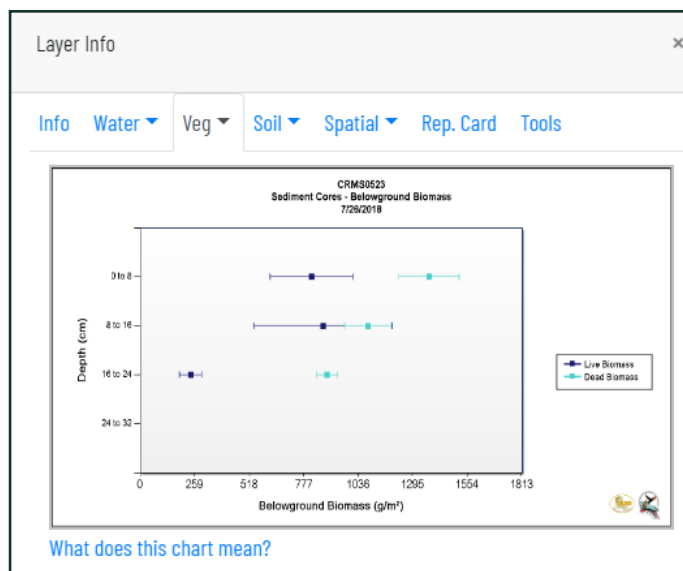 Layer Info ×
Info Water Veg Soil Spatial Rep. Card Tools
CRMS0523
Sediment Cores - Belowground Biomass
7/26/2018
Depth (cm)
0 to 8
8 to 16
16 to 24
24 to 32
Live Biomass
Dead Biomass
0 259 518 777 1036 1295 1554 1813
Belowground Biomass (g/m²)
What does this chart mean?